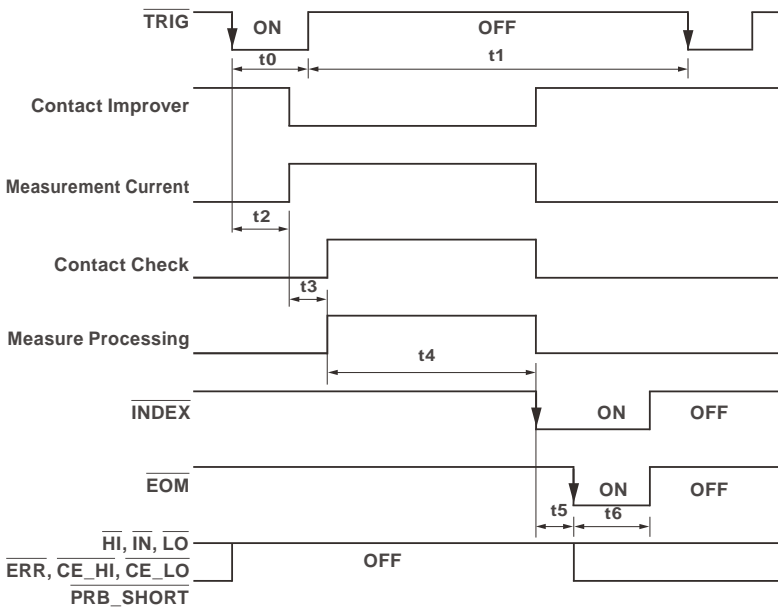 TRIG
ON
OFF
t0
t1
Contact Improver
Measurement Current
t2
Contact Check
t3
Measure Processing
t4
INDEX
ON
OFF
EOM
ON
OFF
t5
t6
HI, IN, LO
ERR, CE_HI, CE_LO
OFF
PRB_SHORT